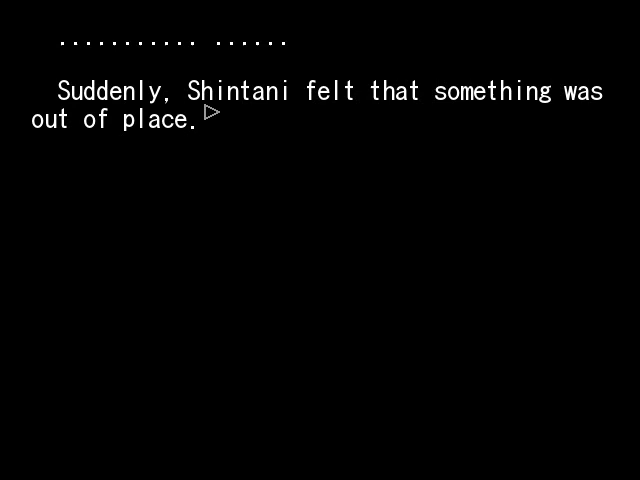 ........... ......
Suddenly, Shintani felt that something was
out of place.